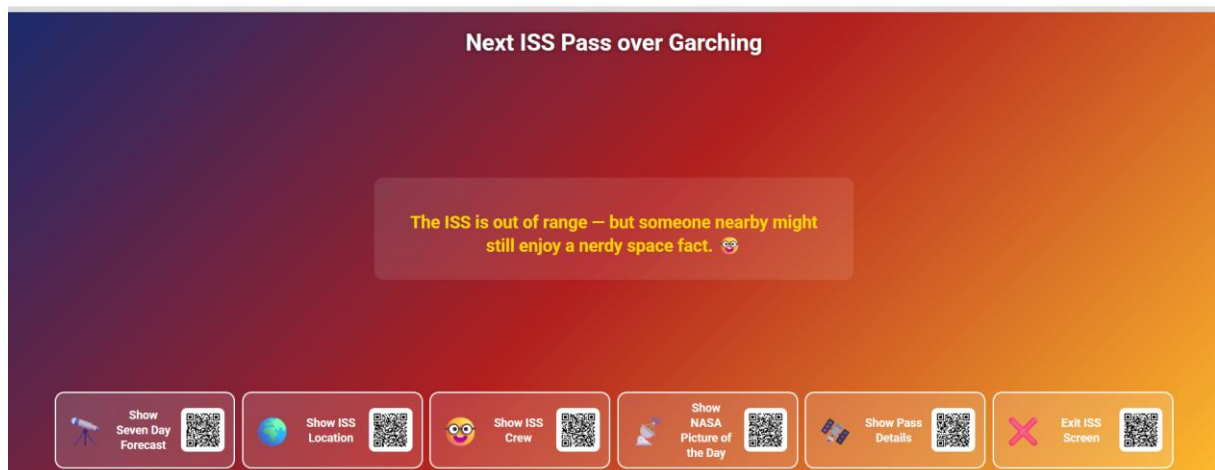 Next ISS Pass over Garching
The ISS is out of range — but someone nearby might
still enjoy a nerdy space fact. 🤓
Show
Seven Day
Forecast
Show ISS
Location
Show ISS
Crew
Show
NASA
Picture of
the Day
Show Pass
Details
Exit ISS
Screen